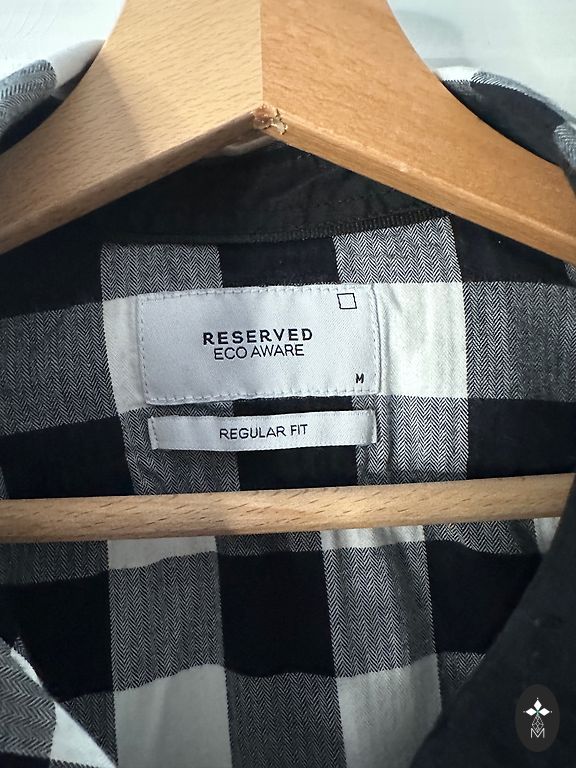 RESERVED
ECO AWARE
M
REGULAR FIT
M